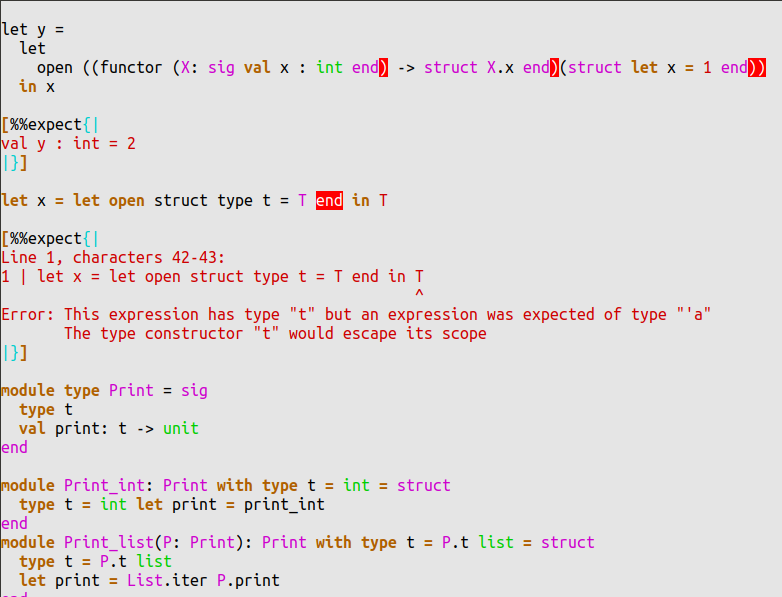 let y =
  let
    open ((functor (X: sig val x : int end) -> struct X.x end)(struct let x = 1 end))
  in x

[%%expect{|
val y : int = 2
|}]

let x = let open struct type t = T end in T

[%%expect{|
Line 1, characters 42-43:
1 | let x = let open struct type t = T end in T
                                              ^
Error: This expression has type "t" but an expression was expected of type "'a"
       The type constructor "t" would escape its scope
|}]

module type Print = sig
  type t
  val print: t -> unit
end

module Print_int: Print with type t = int = struct
  type t = int let print = print_int
end
module Print_list(P: Print): Print with type t = P.t list = struct
  type t = P.t list
  let print = List.iter P.print
end